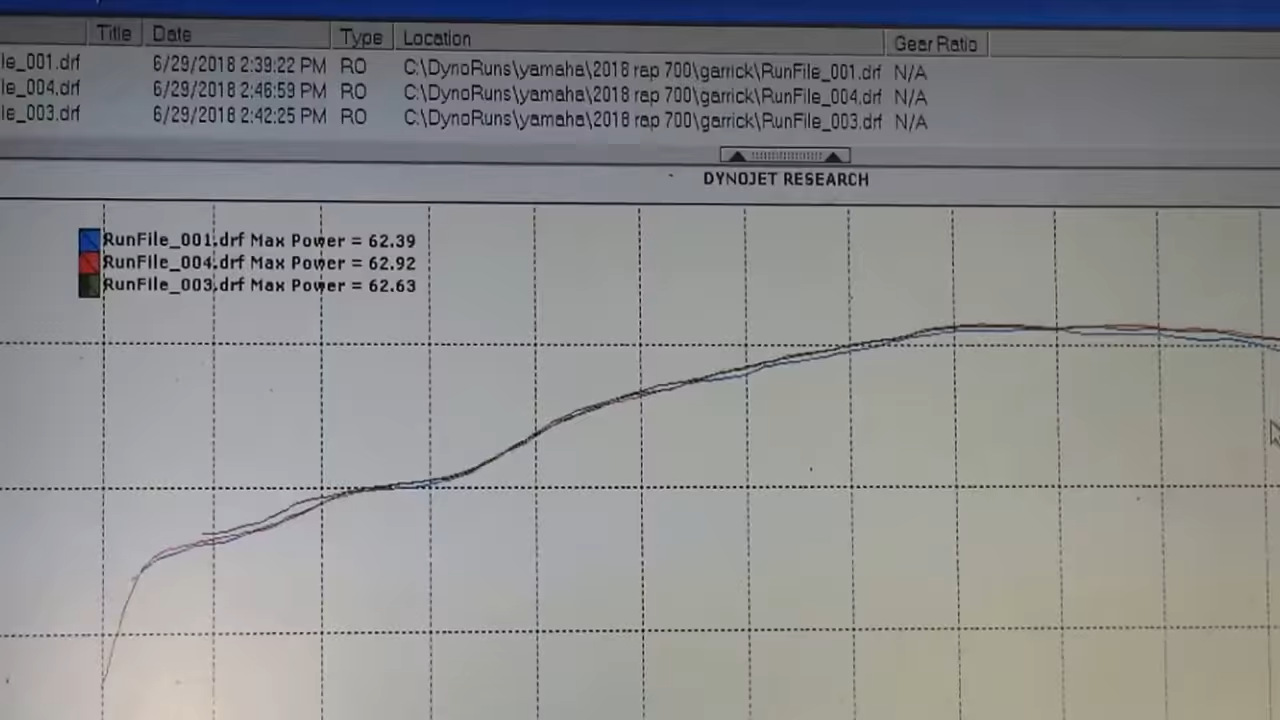 Title Date Type Location Gear Ratio
le_001.drf 6/29/2018 2:39:22 PM RO C:\DynoRuns\yamaha\2018 rap 700\garrick\RunFile_001.drf N/A
le_004.drf 6/29/2018 2:46:59 PM RO C:\DynoRuns\yamaha\2018 rap 700\garrick\RunFile_004.drf N/A
le_003.drf 6/29/2018 2:42:25 PM RO C:\DynoRuns\yamaha\2018 rap 700\garrick\RunFile_003.drf N/A
DYNOJET RESEARCH
RunFile_001.drf Max Power = 62.39
RunFile_004.drf Max Power = 62.92
RunFile_003.drf Max Power = 62.63